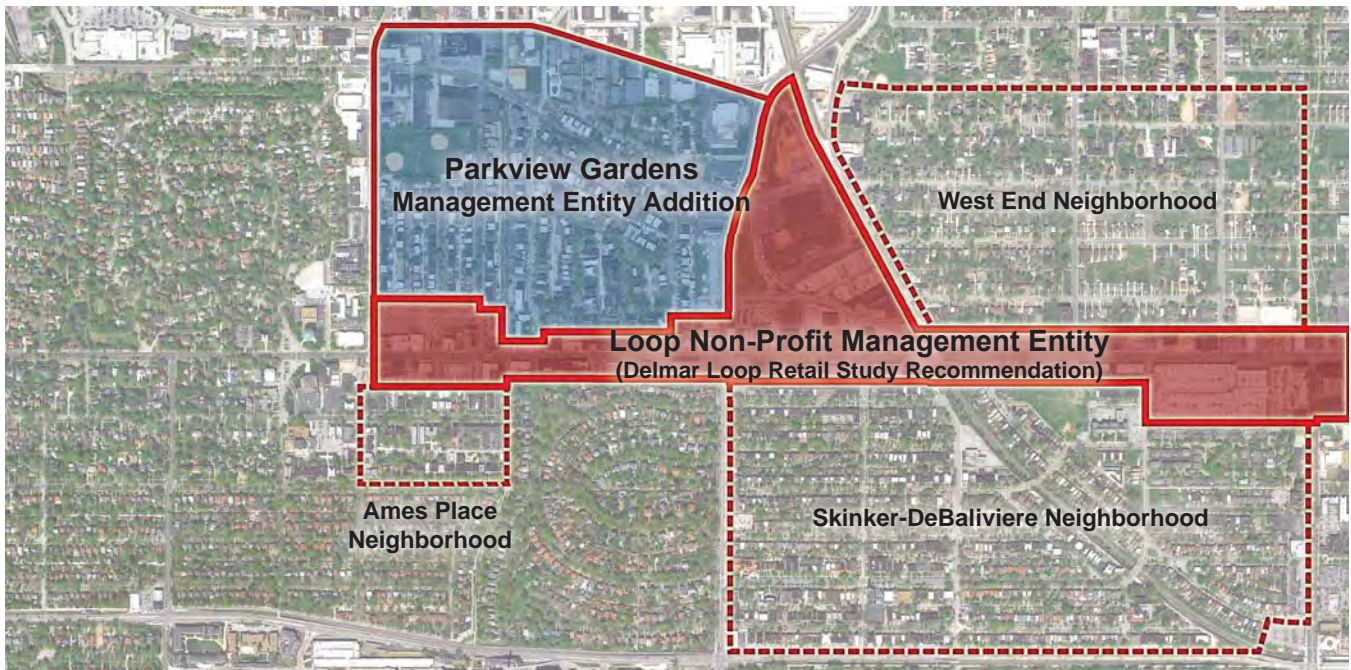 Parkview Gardens
Management Entity Addition
West End Neighborhood
Loop Non-Profit Management Entity
(Delmar Loop Retail Study Recommendation)
Ames Place
Neighborhood
Skinker-DeBaliviere Neighborhood